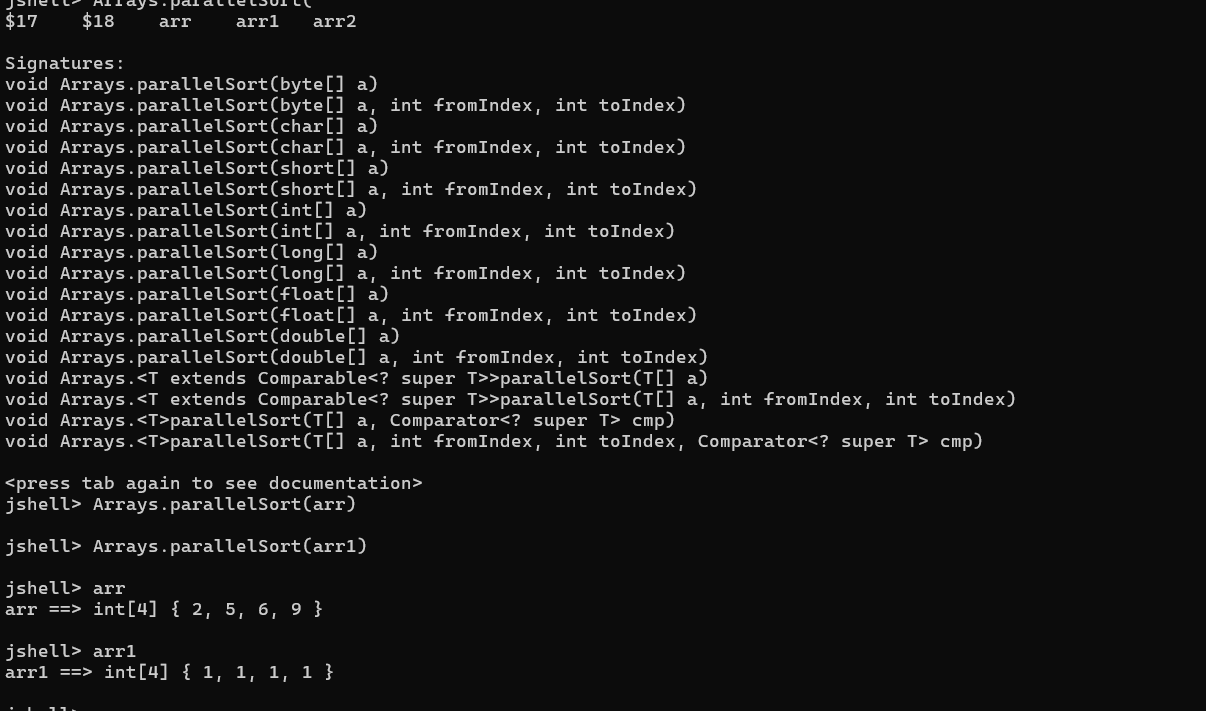 jshell> Arrays.parallelSort(
$17    $18    arr    arr1   arr2
Signatures:
void Arrays.parallelSort(byte[] a)
void Arrays.parallelSort(byte[] a, int fromIndex, int toIndex)
void Arrays.parallelSort(char[] a)
void Arrays.parallelSort(char[] a, int fromIndex, int toIndex)
void Arrays.parallelSort(short[] a)
void Arrays.parallelSort(short[] a, int fromIndex, int toIndex)
void Arrays.parallelSort(int[] a)
void Arrays.parallelSort(int[] a, int fromIndex, int toIndex)
void Arrays.parallelSort(long[] a)
void Arrays.parallelSort(long[] a, int fromIndex, int toIndex)
void Arrays.parallelSort(float[] a)
void Arrays.parallelSort(float[] a, int fromIndex, int toIndex)
void Arrays.parallelSort(double[] a)
void Arrays.parallelSort(double[] a, int fromIndex, int toIndex)
void Arrays.<T extends Comparable<? super T>>parallelSort(T[] a)
void Arrays.<T extends Comparable<? super T>>parallelSort(T[] a, int fromIndex, int toIndex)
void Arrays.<T>parallelSort(T[] a, Comparator<? super T> cmp)
void Arrays.<T>parallelSort(T[] a, int fromIndex, int toIndex, Comparator<? super T> cmp)
<press tab again to see documentation>
jshell> Arrays.parallelSort(arr)
jshell> Arrays.parallelSort(arr1)
jshell> arr
arr ==> int[4] { 2, 5, 6, 9 }
jshell> arr1
arr1 ==> int[4] { 1, 1, 1, 1 }
jshell>